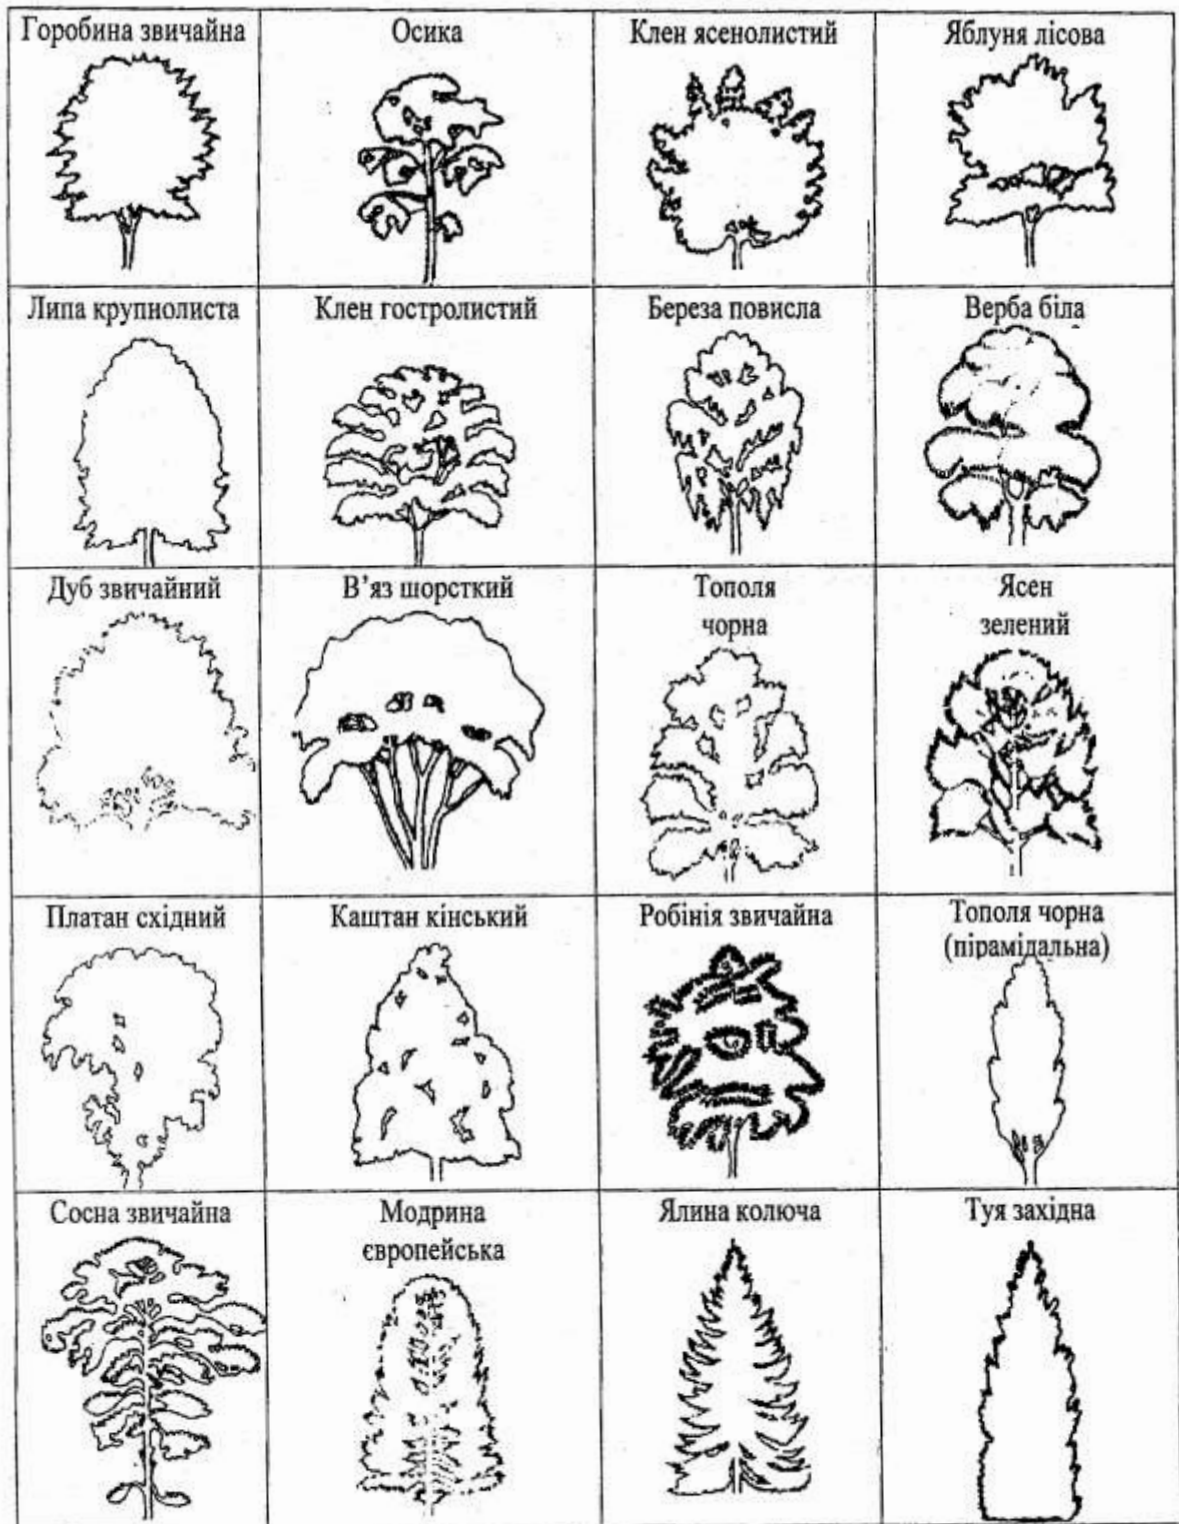 Горобина звичайна
Осика
Клен ясенолистий
Яблуня лісова
Липа крупнолиста
Клен гостролистий
Береза повисла
Верба біла
Дуб звичайний
В’яз шорсткий
Тополя
чорна
Ясен
зелений
Платан східний
Каштан кінський
Робінія звичайна
Тополя чорна
(пірамідальна)
Сосна звичайна
Модрина
європейська
Ялина колюча
Туя західна